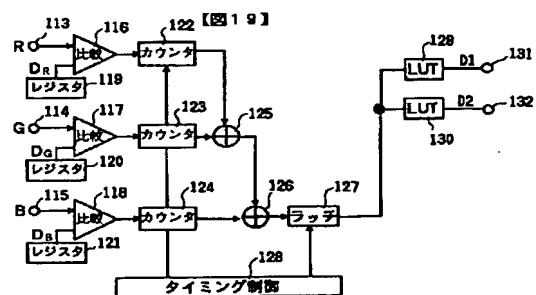 【図19】
113
R
116
比較
DR
レジスタ
119
122
カウンタ
114
G
117
比較
DG
レジスタ
120
123
カウンタ
125
115
B
118
比較
DB
レジスタ
121
124
カウンタ
126
127
ラッチ
128
タイミング制御
129
LUT
D1
131
LUT
D2
132
130